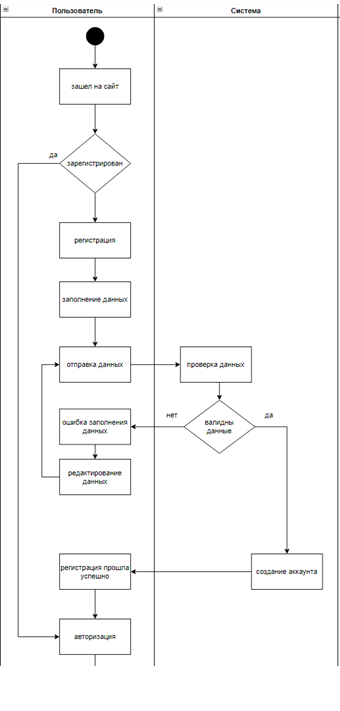 Пользователь
Система
зашел на сайт
да
зарегистрирован
регистрация
заполнение данных
отправка данных
проверка данных
нет
да
валидны
данные
ошибка заполнения
данных
редактирование
данных
регистрация прошла
успешно
создание аккаунта
авторизация